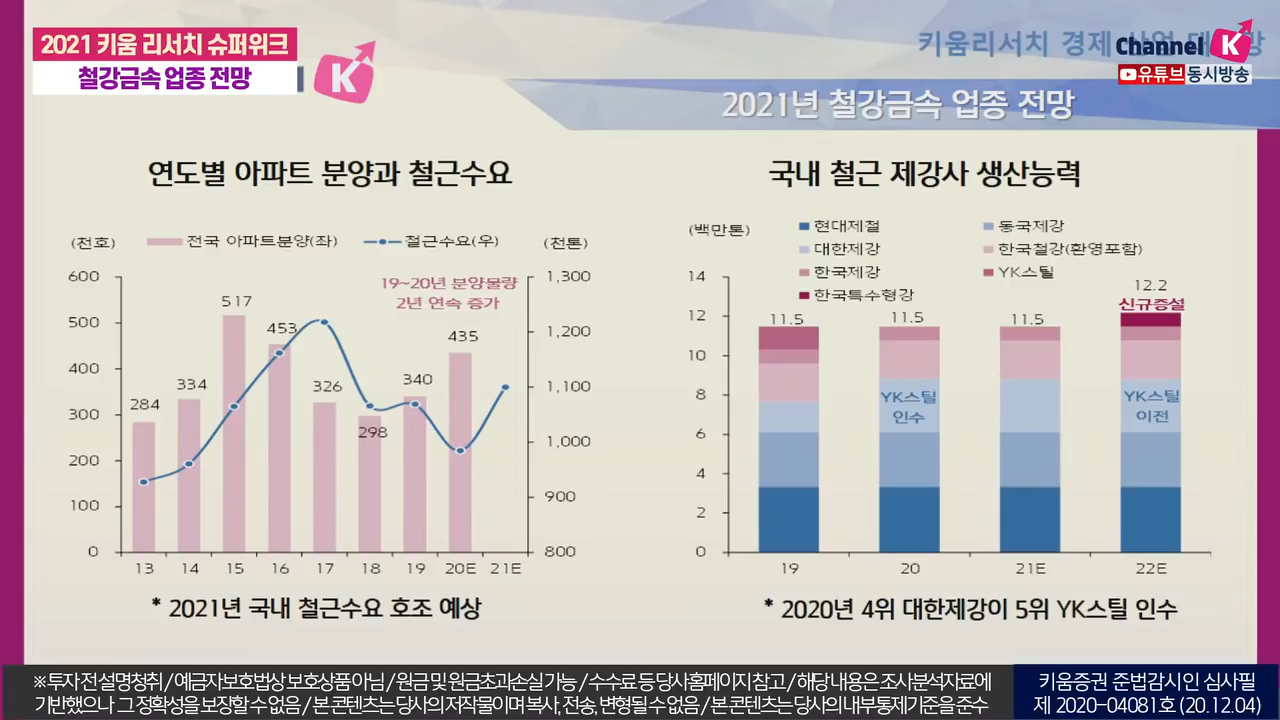 2021 키움 리서치 슈퍼위크
철강금속 업종 전망
K
키움리서치 경제
Channel K
유튜브동시방송
2021년 철강금속 업종 전망
연도별 아파트 분양과 철근수요
(천호)
전국 아파트분양(좌)
철근수요(우)
(천톤)
19~20년 분양물량
2년 연속 증가
600
500
400
300
200
100
0
1,300
1,200
1,100
1,000
900
800
284
334
517
453
326
298
340
435
13 14 15 16 17 18 19 20E 21E
* 2021년 국내 철근수요 호조 예상
국내 철근 제강사 생산능력
(백만톤)
현대제철
동국제강
대한제강
한국철강(환영포함)
한국제강
YK스틸
한국특수형강
14
12
10
8
6
4
2
0
11.5
11.5
11.5
12.2
신규증설
YK스틸
인수
YK스틸
이전
19 20 21E 22E
* 2020년 4위 대한제강이 5위 YK스틸 인수
※ 투자 전 설명청취 / 예금자보호법상 보호상품 아님 / 원금 및 원금초과손실 가능 / 수수료 등 당사홈페이지 참고 / 해당 내용은 조사분석자료에
기반했으나 그 정확성을 보장할 수 없음 / 본 콘텐츠는 당사의 저작물이며 복사, 전송, 변형될 수 없음 / 본 콘텐츠는 당사의 내부통제기준을 준수
키움증권 준법감시인 심사필
제 2020-04081호 (20.12.04)